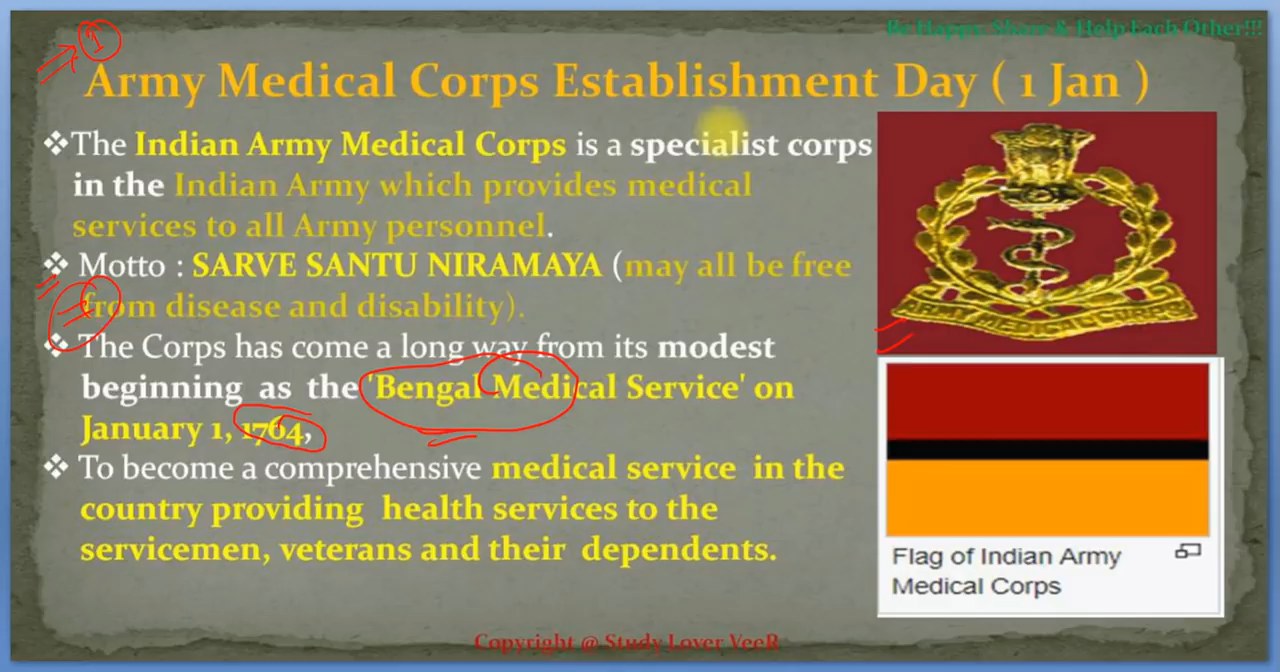 1
Be Happy, Share & Help Each Other!!!
Army Medical Corps Establishment Day ( 1 Jan )
❖The Indian Army Medical Corps is a specialist corps
in the Indian Army which provides medical
services to all Army personnel.
❖ Motto : SARVE SANTU NIRAMAYA (may all be free
from disease and disability).
❖ The Corps has come a long way from its modest
beginning as the 'Bengal Medical Service' on
January 1, 1764,
❖ To become a comprehensive medical service in the
country providing health services to the
servicemen, veterans and their dependents.
ARMY MEDICAL CORPS
Flag of Indian Army
Medical Corps
Copyright @ Study Lover VeeR